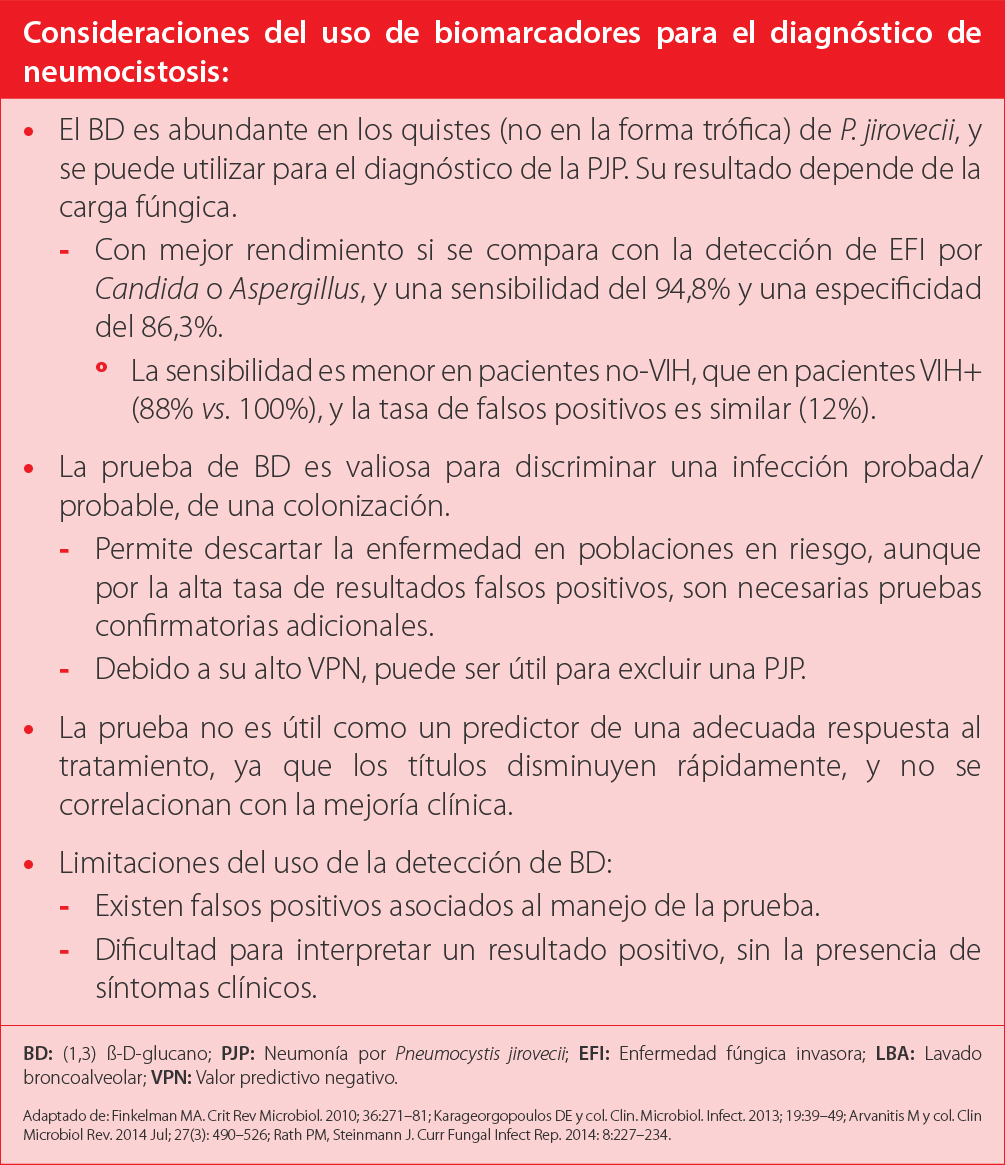 Consideraciones del uso de biomarcadores para el diagnóstico de
neumocistosis:
• El BD es abundante en los quistes (no en la forma trófica) de P. jirovecii, y
se puede utilizar para el diagnóstico de la PJP. Su resultado depende de la
carga fúngica.
- Con mejor rendimiento si se compara con la detección de EFI por
Candida o Aspergillus, y una sensibilidad del 94,8% y una especificidad
del 86,3%.
° La sensibilidad es menor en pacientes no-VIH, que en pacientes VIH+
(88% vs. 100%), y la tasa de falsos positivos es similar (12%).
• La prueba de BD es valiosa para discriminar una infección probada/
probable, de una colonización.
- Permite descartar la enfermedad en poblaciones en riesgo, aunque
por la alta tasa de resultados falsos positivos, son necesarias pruebas
confirmatorias adicionales.
- Debido a su alto VPN, puede ser útil para excluir una PJP.
• La prueba no es útil como un predictor de una adecuada respuesta al
tratamiento, ya que los títulos disminuyen rápidamente, y no se
correlacionan con la mejoría clínica.
• Limitaciones del uso de la detección de BD:
- Existen falsos positivos asociados al manejo de la prueba.
- Dificultad para interpretar un resultado positivo, sin la presencia de
síntomas clínicos.
BD: (1,3) ß-D-glucano; PJP: Neumonía por Pneumocystis jirovecii; EFI: Enfermedad fúngica invasora; LBA: Lavado
broncoalveolar; VPN: Valor predictivo negativo.
Adaptado de: Finkelman MA. Crit Rev Microbiol. 2010; 36:271–81; Karageorgopoulos DE y col. Clin. Microbiol. Infect. 2013; 19:39–49; Arvanitis M y col. Clin
Microbiol Rev. 2014 Jul; 27(3): 490–526; Rath PM, Steinmann J. Curr Fungal Infect Rep. 2014: 8:227–234.